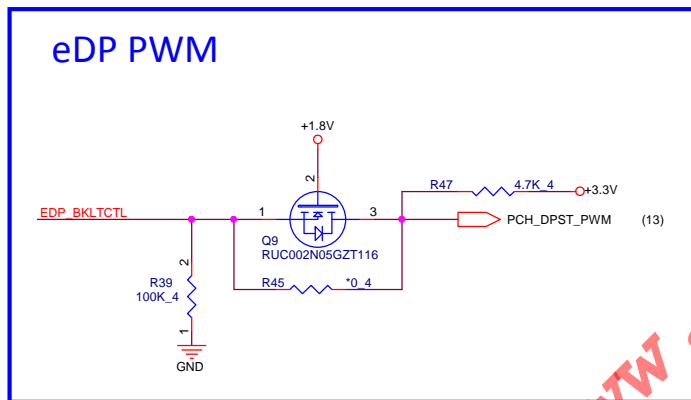 eDP PWM
+1.8V
2
R47
4.7K_4
+3.3V
EDP_BKLTCTL
1
3
PCH_DPST_PWM
(13)
Q9
RUC002N05GZT116
2
R39
100K_4
R45
*0_4
1
GND